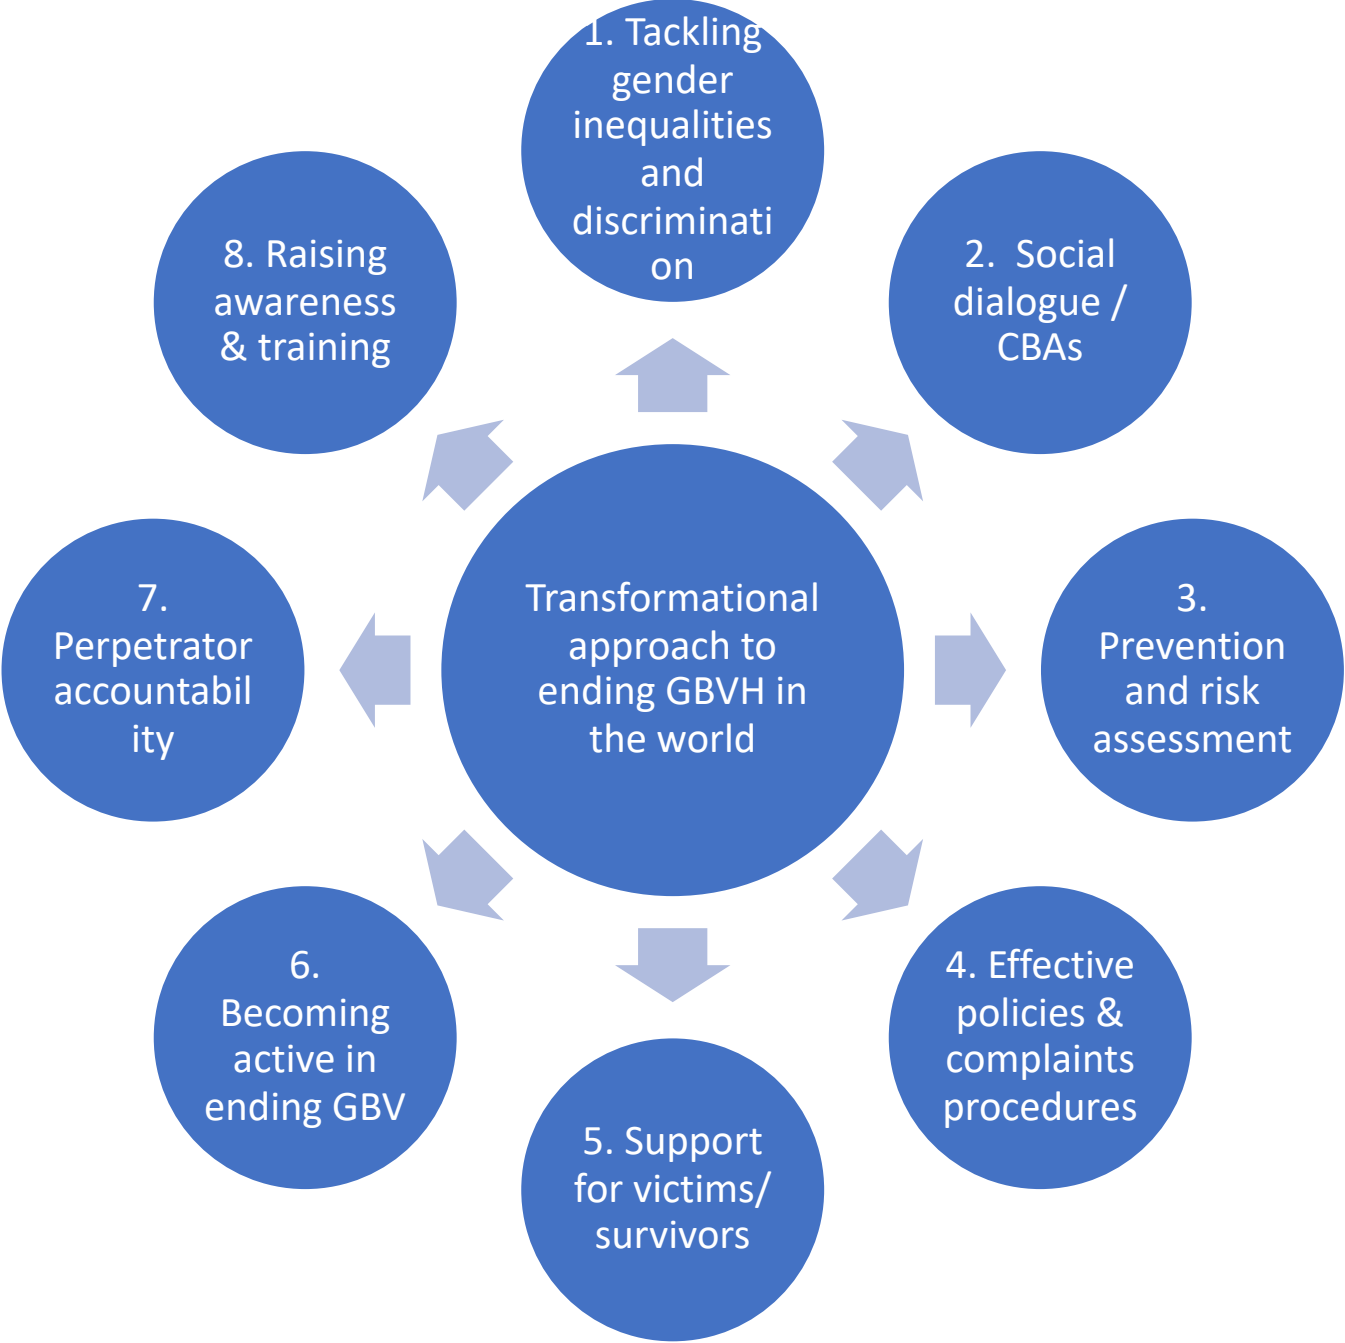 1. Tackling
gender
inequalities
and
discriminati
on
2. Social
dialogue /
CBAs
3.
Prevention
and risk
assessment
4. Effective
policies &
complaints
procedures
5. Support
for victims/
survivors
6.
Becoming
active in
ending GBV
7.
Perpetrator
accountabil
ity
8. Raising
awareness
& training
Transformational
approach to
ending GBVH in
the world